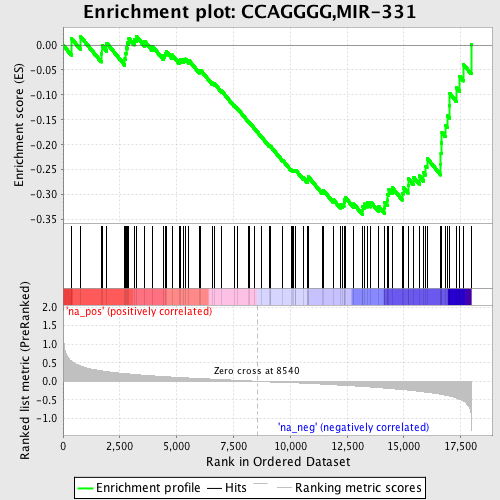 Enrichment plot: CCAGGGG,MIR-331
Enrichment score (ES)
0.00
-0.05
-0.10
-0.15
-0.20
-0.25
-0.30
-0.35
'na_pos' (positively correlated)
Ranked list metric (PreRanked)
2.0
1.5
1.0
0.5
0.0
-0.5
-1.0
Zero cross at 8540
'na_neg' (negatively correlated)
0
2,500
5,000
7,500
10,000
12,500
15,000
17,500
Rank in Ordered Dataset
Enrichment profile
Hits
Ranking metric scores